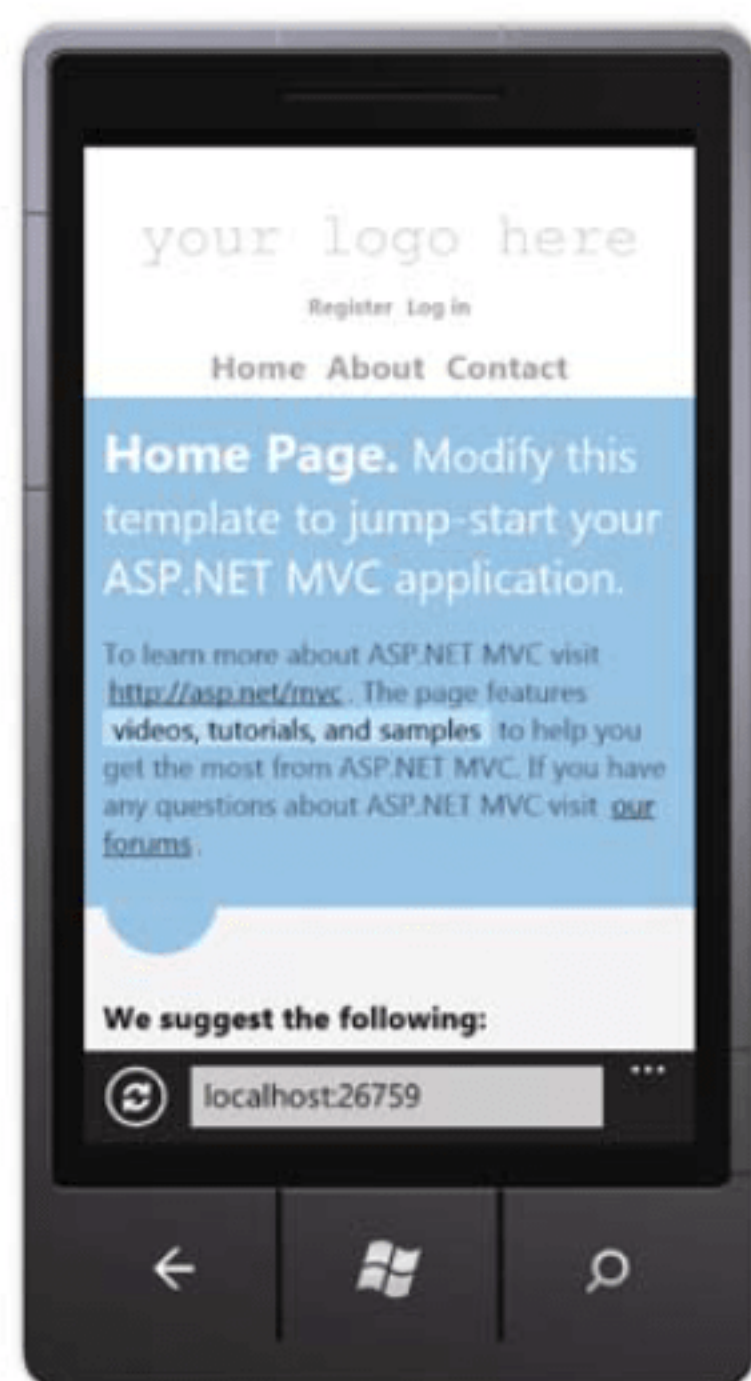 your logo here
Register Log in
Home About Contact
Home Page. Modify this
template to jump-start your
ASP.NET MVC application.
To learn more about ASP.NET MVC visit
http://asp.net/mvc. The page features
videos, tutorials, and samples to help you
get the most from ASP.NET MVC. If you have
any questions about ASP.NET MVC visit our
forums.
We suggest the following:
localhost:26759